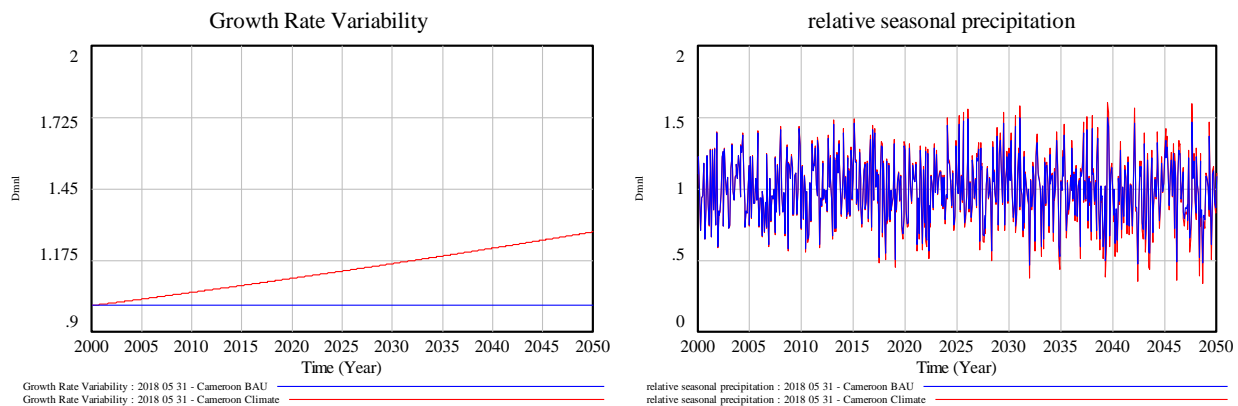 Growth Rate Variability
2
1.725
1.45
1.175
.9
Dmnl
2000 2005 2010 2015 2020 2025 2030 2035 2040 2045 2050
Time (Year)
Growth Rate Variability : 2018 05 31 - Cameroon BAU
Growth Rate Variability : 2018 05 31 - Cameroon Climate
relative seasonal precipitation
2
1.5
1
.5
0
Dmnl
2000 2005 2010 2015 2020 2025 2030 2035 2040 2045 2050
Time (Year)
relative seasonal precipitation : 2018 05 31 - Cameroon BAU
relative seasonal precipitation : 2018 05 31 - Cameroon Climate